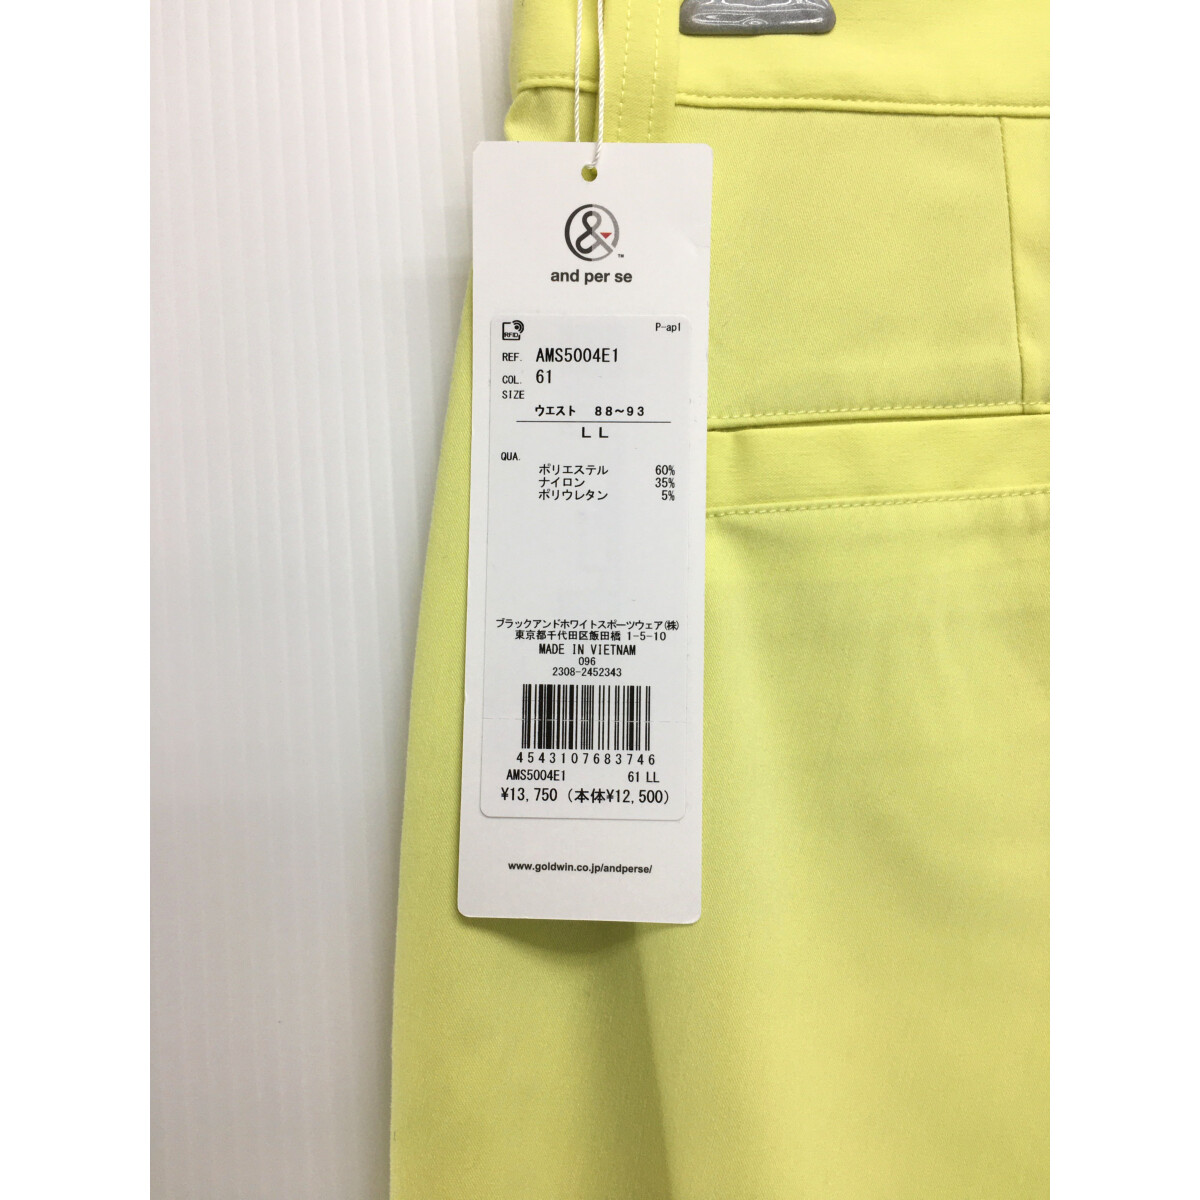 &
TM
and per se
RFID
P-apl
REF. AMS5004E1
COL. 61
SIZE
ウエスト 88～93
LL
QUA.
ポリエステル 60%
ナイロン 35%
ポリウレタン 5%
ブラックアンドホワイトスポーツウェア(株)
東京都千代田区飯田橋 1-5-10
MADE IN VIETNAM
096
2308-2452343
4543107683746
AMS5004E1 61 LL
¥13,750 (本体¥12,500)
www.goldwin.co.jp/andperse/